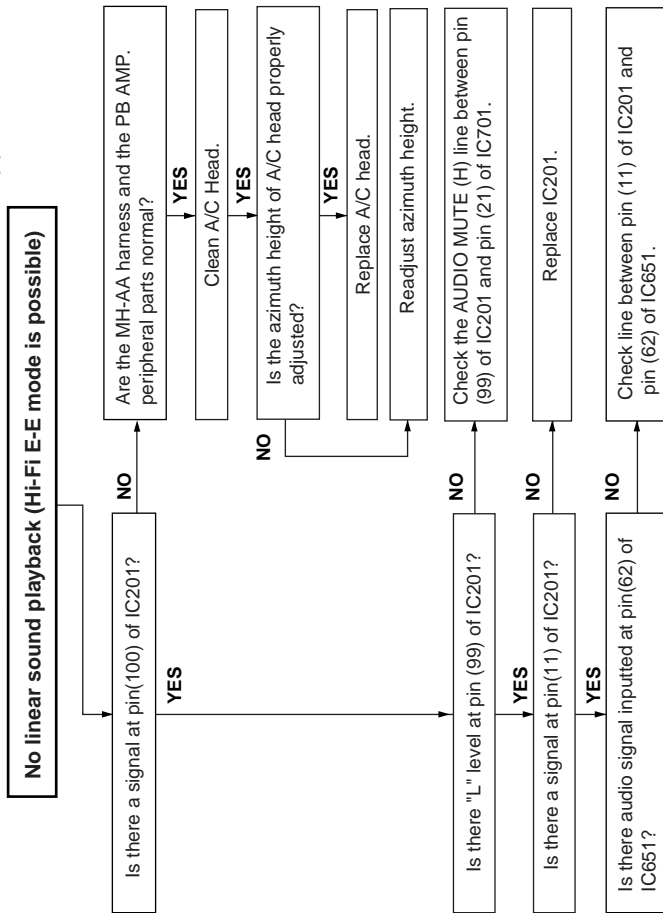 No linear sound playback (Hi-Fi E-E mode is possible)
Is there a signal at pin(100) of IC201?
NO
Are the MH-AA harness and the PB AMP.
peripheral parts normal?
YES
Clean A/C Head.
YES
Is the azimuth height of A/C head properly
adjusted?
NO
YES
Replace A/C head.
Readjust azimuth height.
YES
Is there "L" level at pin (99) of IC201?
NO
Check the AUDIO MUTE (H) line between pin
(99) of IC201 and pin (21) of IC701.
YES
Is there a signal at pin(11) of IC201?
NO
Replace IC201.
YES
Is there audio signal inputted at pin(62) of
IC651?
NO
Check line between pin (11) of IC201 and
pin (62) of IC651.